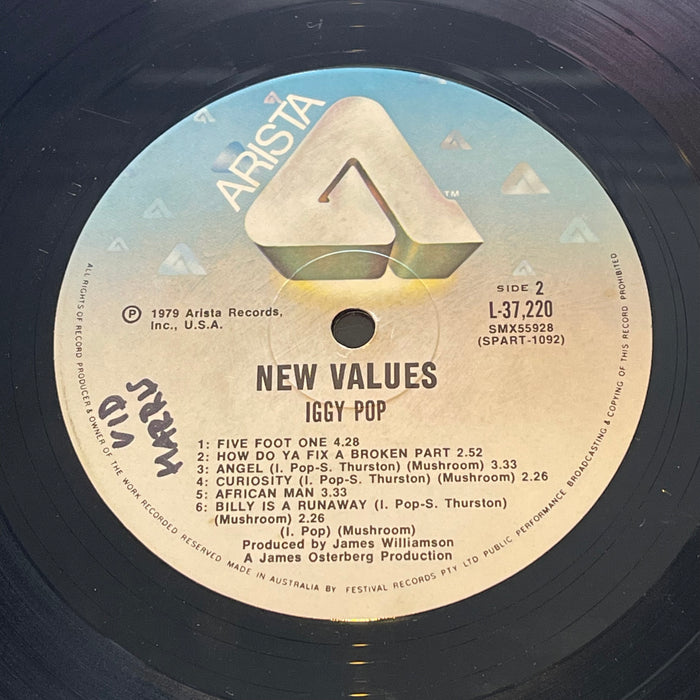 ARISTA
TM
SIDE 2
L-37,220
SMX55928
(SPART-1092)
Ⓟ 1979 Arista Records,
Inc., U.S.A.
NEW VALUES
IGGY POP
VID
HARRIS
1: FIVE FOOT ONE 4.28
2: HOW DO YA FIX A BROKEN PART 2.52
3: ANGEL (I. Pop-S. Thurston) (Mushroom) 3.33
4: CURIOSITY (I. Pop-S. Thurston) (Mushroom) 2.26
5: AFRICAN MAN 3.33
6: BILLY IS A RUNAWAY (I. Pop-S. Thurston)
(Mushroom) 2.26
(I. Pop) (Mushroom)
Produced by James Williamson
A James Osterberg Production
ALL RIGHTS OF RECORD PRODUCER & OWNER OF THE WORK RECORDED RESERVED MADE IN AUSTRALIA BY FESTIVAL RECORDS PTY LTD PUBLIC PERFORMANCE BROADCASTING & COPYING OF THIS RECORD PROHIBITED